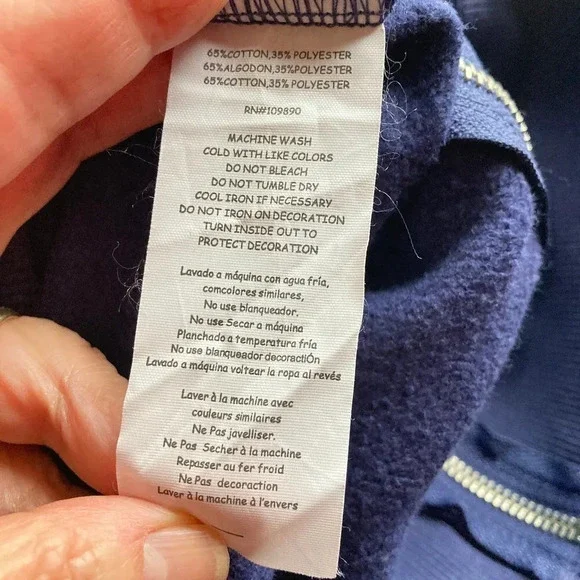 65%COTTON,35% POLYESTER
65%ALGODON,35%POLYESTER
65%COTTON,35% POLYESTER
RN#109890
MACHINE WASH
COLD WITH LIKE COLORS
DO NOT BLEACH
DO NOT TUMBLE DRY
COOL IRON IF NECESSARY
DO NOT IRON ON DECORATION
TURN INSIDE OUT TO
PROTECT DECORATION
Lavado a máquina con agua fría,
comcolores similares,
No use blanqueador.
No use Secar a máquina
Planchado a temperatura fría
No use blanqueador decoractiÓn
Lavado a máquina voltear la ropa al revés
Laver à la machine avec
couleurs similaires
Ne Pas javelliser.
Ne Pas Secher à la machine
Repasser au fer froid
Ne Pas decoration
Laver à la machine à l'envers